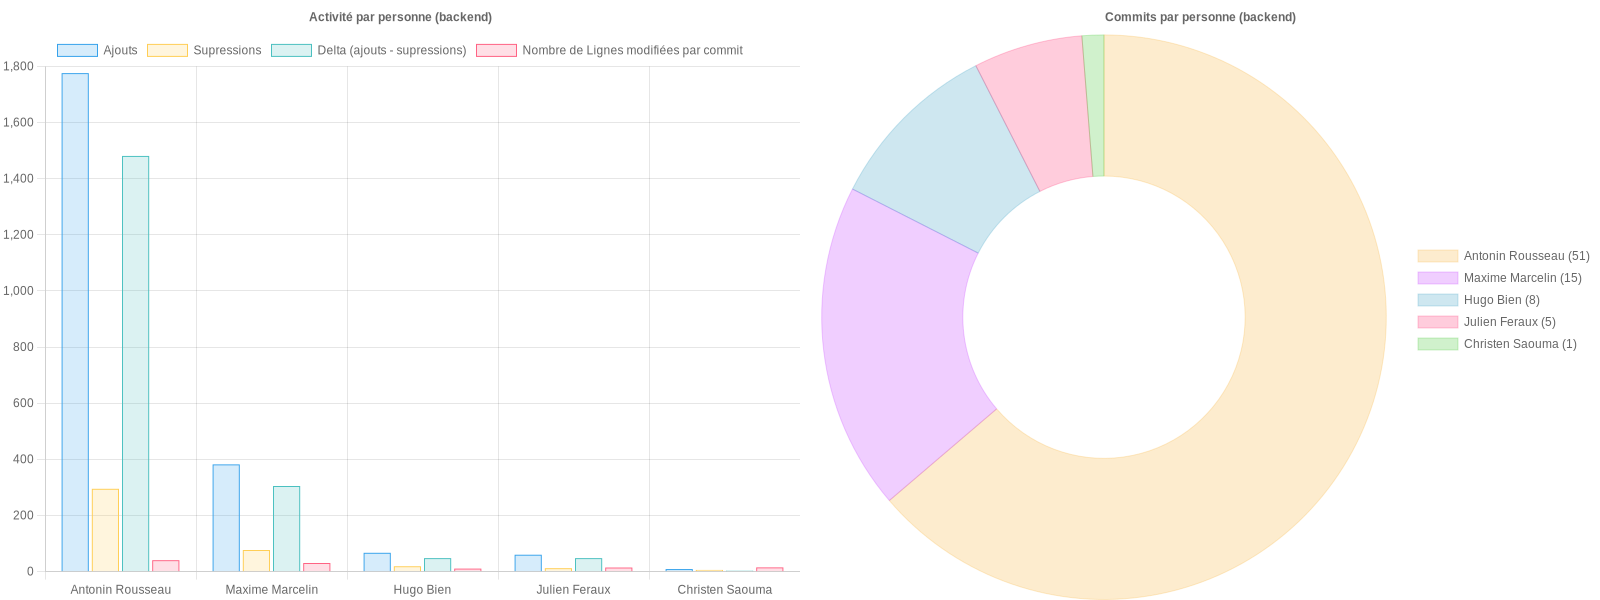 Activité par personne (backend)
Ajouts Supressions Delta (ajouts - supressions) Nombre de Lignes modifiées par commit
1,800
1,600
1,400
1,200
1,000
800
600
400
200
0
Antonin Rousseau Maxime Marcelin Hugo Bien Julien Feraux Christen Saouma
Commits par personne (backend)
Antonin Rousseau (51)
Maxime Marcelin (15)
Hugo Bien (8)
Julien Feraux (5)
Christen Saouma (1)